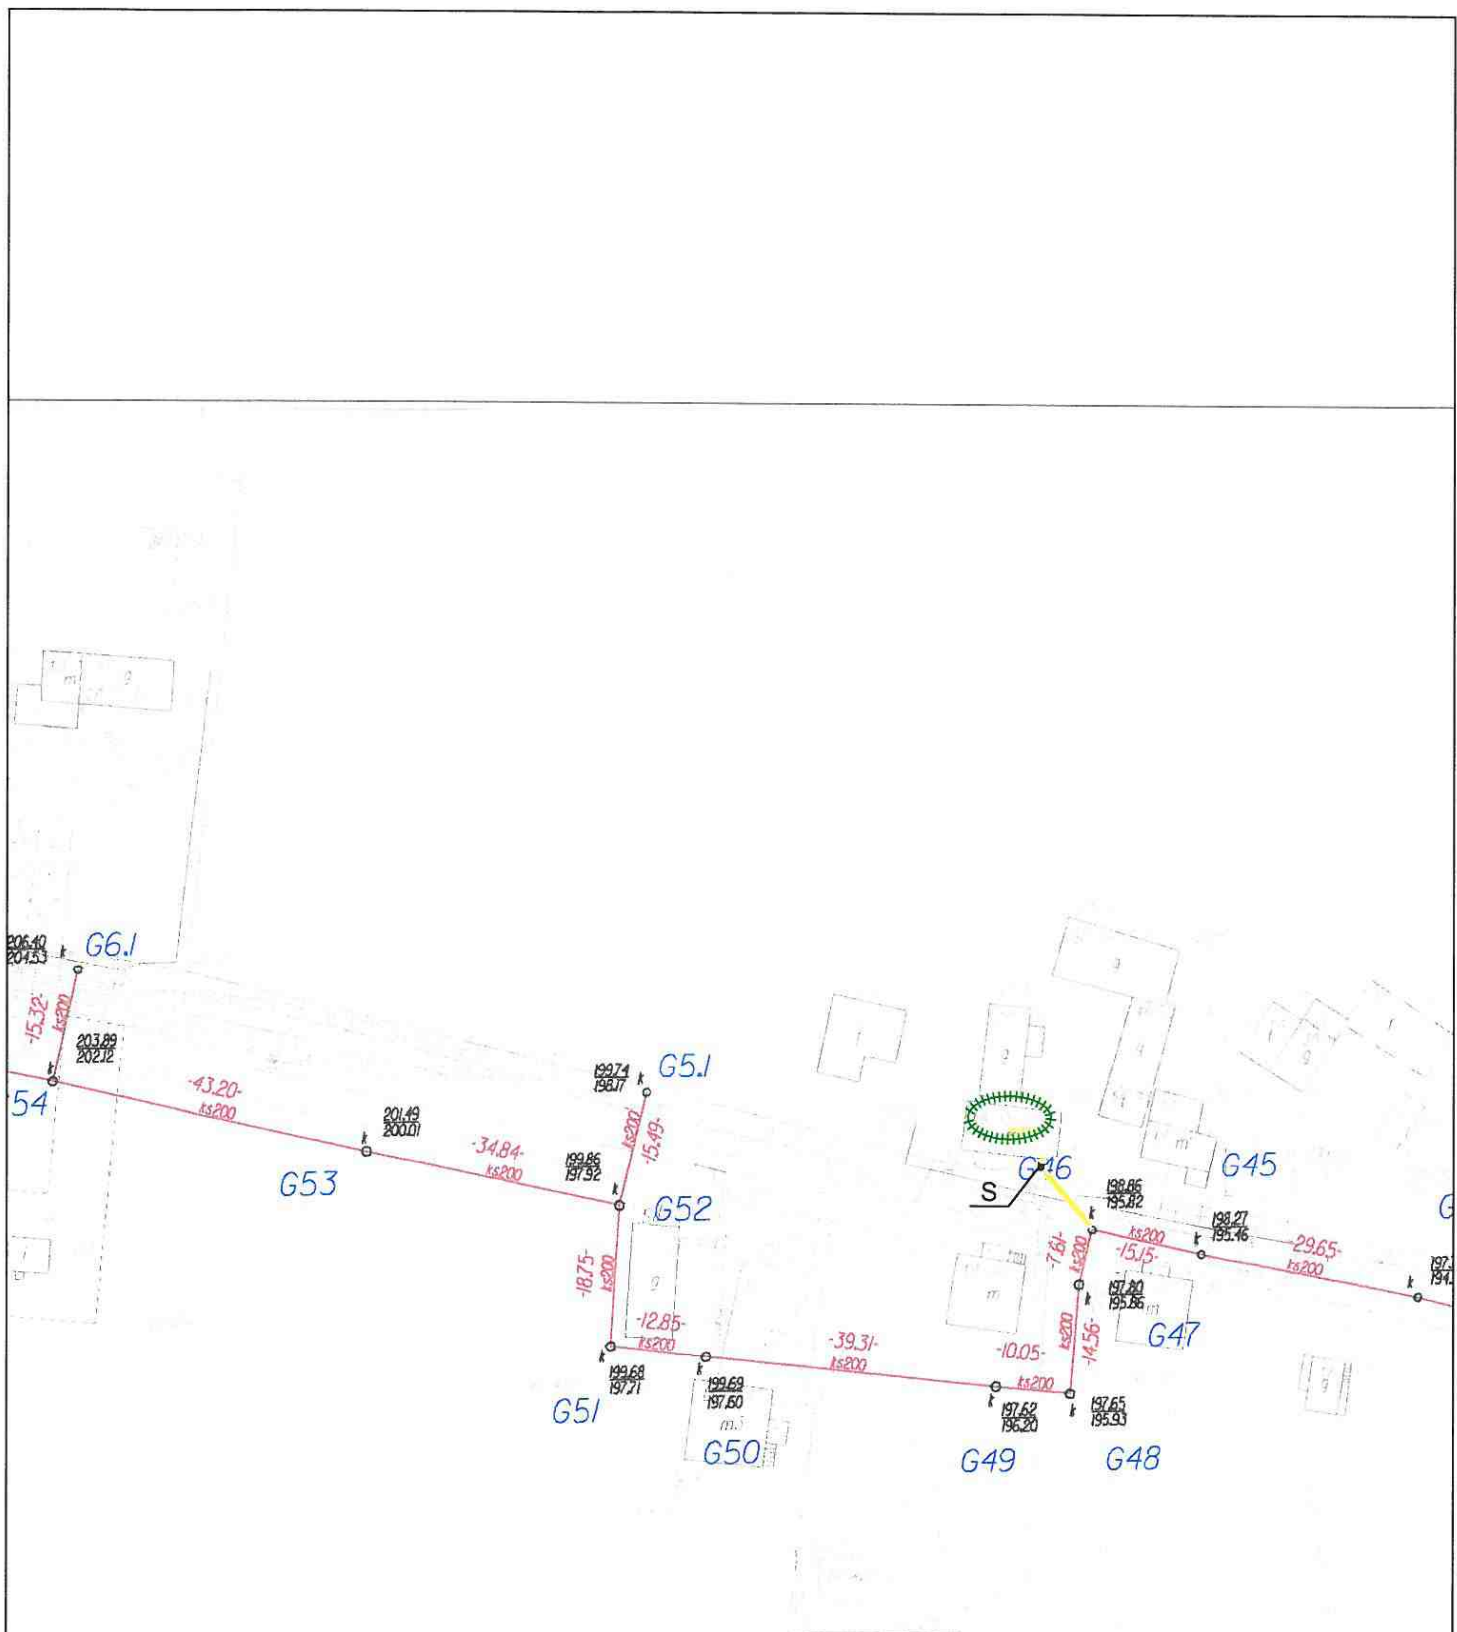 m g
206.40
204.53
k
G6.1
-15.32-
ks200
203.89
202.12
k
54
-43.20-
ks200
201.49
200.01
k
G53
-34.84-
ks200
199.86
197.92
k
G52
199.74
198.17
k
G5.1
ks200
-15.49-
-18.75-
ks200
g
-12.85-
ks200
k
199.68
197.71
G51
k
199.69
197.60
m
G50
-39.31-
ks200
-10.05-
ks200
k
197.62
196.20
G49
k
197.65
195.93
G48
g
g
g
f
f
g
m
G46
S
G45
198.86
195.82
k
ks200
-15.15-
198.27
195.46
k
-29.65-
ks200
G
197.
194.
k
-7.61-
ks200
k
197.80
195.86
m
m
G47
ks200
-14.56-
g